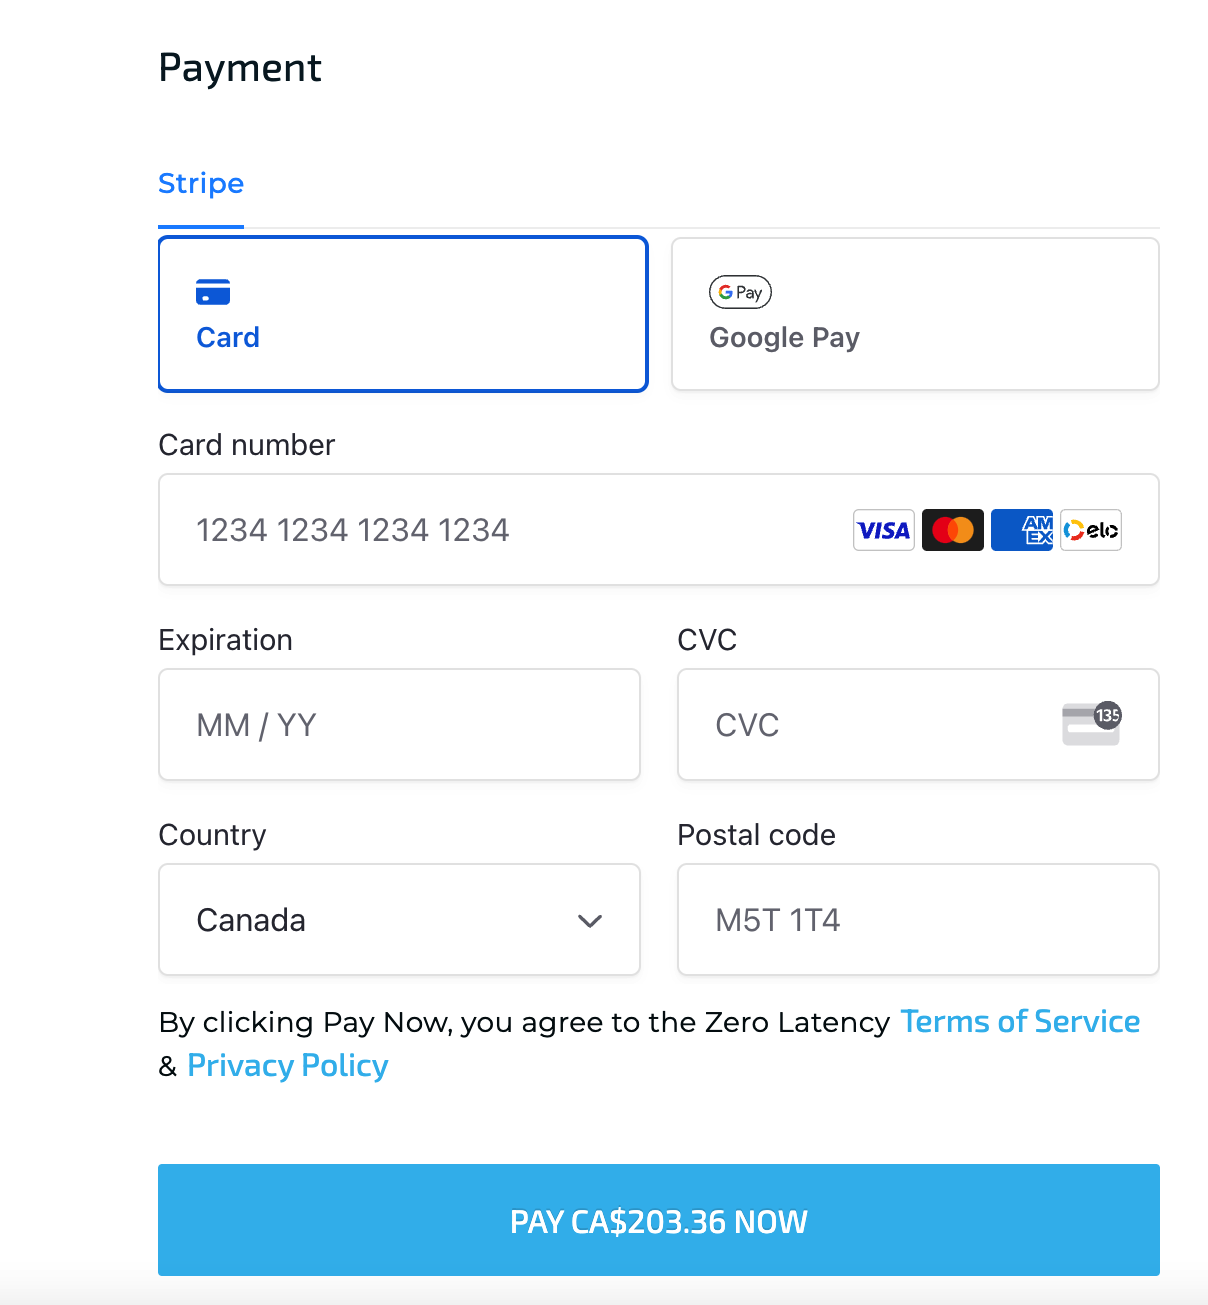 Payment
Stripe
G Pay
Card
Google Pay
Card number
1234 1234 1234 1234
VISA
AM
EX
elo
Expiration
CVC
MM / YY
CVC
135
Country
Postal code
Canada
M5T 1T4
By clicking Pay Now, you agree to the Zero Latency Terms of Service
& Privacy Policy
PAY CA$203.36 NOW